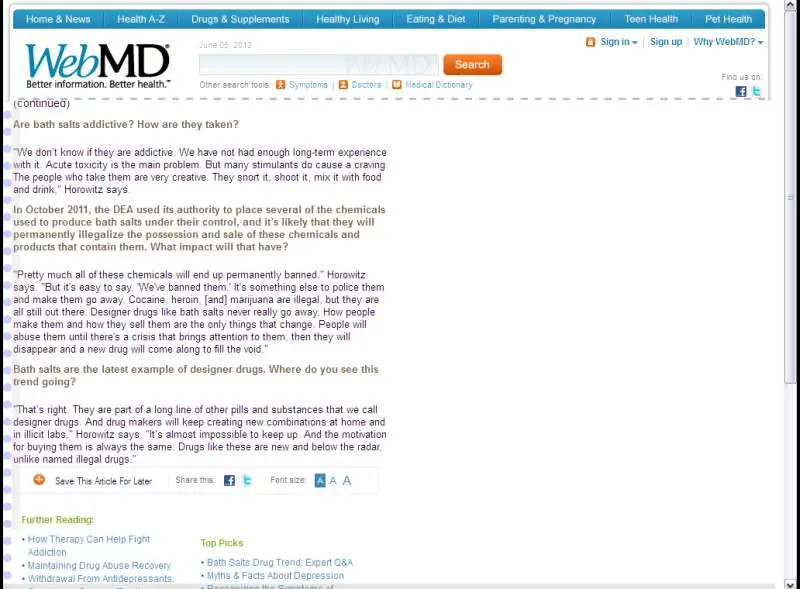 Home & News Health A-Z Drugs & Supplements Healthy Living Eating & Diet Parenting & Pregnancy Teen Health Pet Health
WebMD
Better information. Better health.™
June 05, 2012
WebMD
Search
Other search tools: Symptoms | Doctors | Medical Dictionary
Sign in | Sign up | Why WebMD?
Find us on:
(continued)
Are bath salts addictive? How are they taken?
"We don't know if they are addictive. We have not had enough long-term experience
with it. Acute toxicity is the main problem. But many stimulants do cause a craving.
The people who take them are very creative. They snort it, shoot it, mix it with food
and drink," Horowitz says.
In October 2011, the DEA used its authority to place several of the chemicals
used to produce bath salts under their control, and it's likely that they will
permanently illegalize the possession and sale of these chemicals and
products that contain them. What impact will that have?
"Pretty much all of these chemicals will end up permanently banned," Horowitz
says. "But it's easy to say, 'We've banned them.' It's something else to police them
and make them go away. Cocaine, heroin, [and] marijuana are illegal, but they are
all still out there. Designer drugs like bath salts never really go away. How people
make them and how they sell them are the only things that change. People will
abuse them until there's a crisis that brings attention to them, then they will
disappear and a new drug will come along to fill the void."
Bath salts are the latest example of designer drugs. Where do you see this
trend going?
"That's right. They are part of a long line of other pills and substances that we call
designer drugs. And drug makers will keep creating new combinations at home and
in illicit labs," Horowitz says. "It's almost impossible to keep up. And the motivation
for buying them is always the same: Drugs like these are new and below the radar,
unlike named illegal drugs."
Save This Article For Later Share this: Font size: A A A
Further Reading:
• How Therapy Can Help Fight
Addiction
• Maintaining Drug Abuse Recovery
• Withdrawal From Antidepressants:
Top Picks
• Bath Salts Drug Trend: Expert Q&A
• Myths & Facts About Depression
• Recognizing the Symptoms of